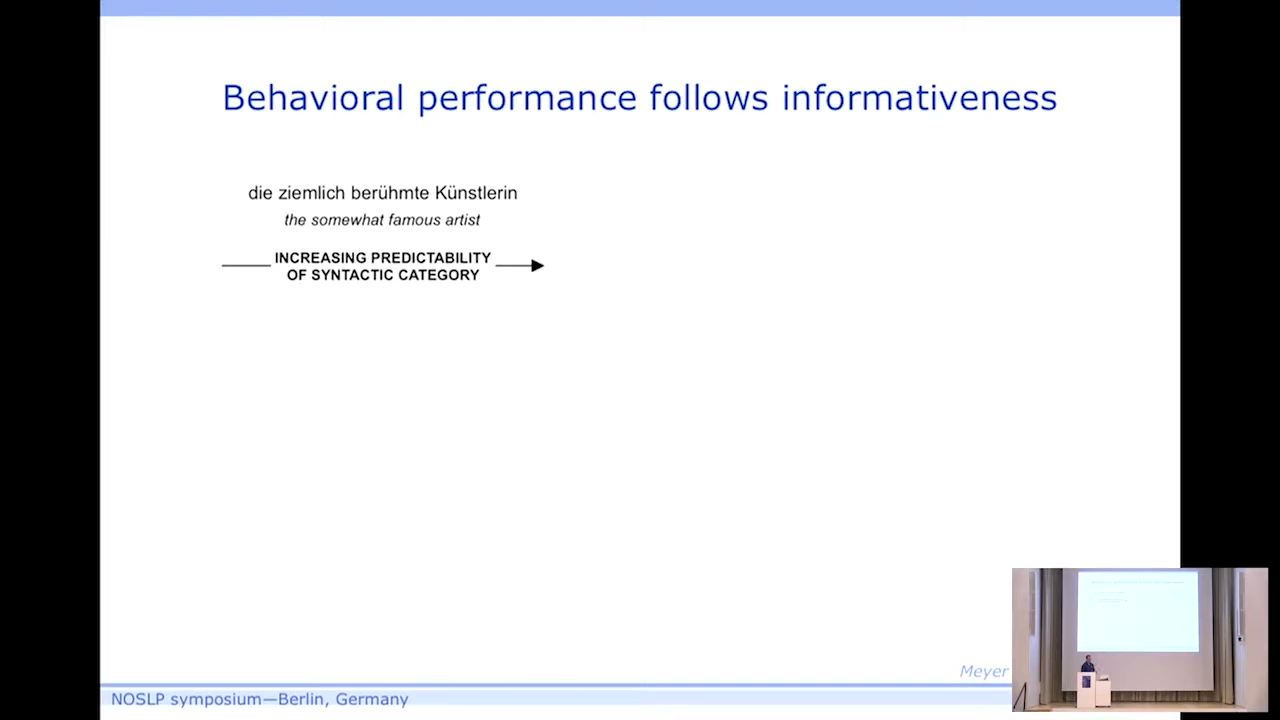 Behavioral performance follows informativeness
die ziemlich berühmte Künstlerin
the somewhat famous artist
INCREASING PREDICTABILITY
OF SYNTACTIC CATEGORY
Meyer
NOSLP symposium—Berlin, Germany